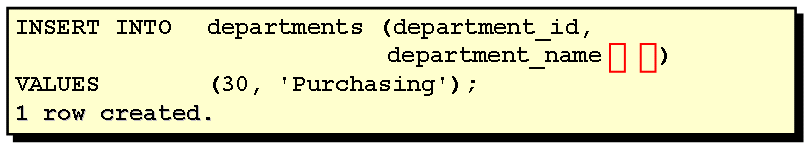 INSERT INTO departments (department_id,
department_name )
VALUES (30, 'Purchasing');
1 row created.